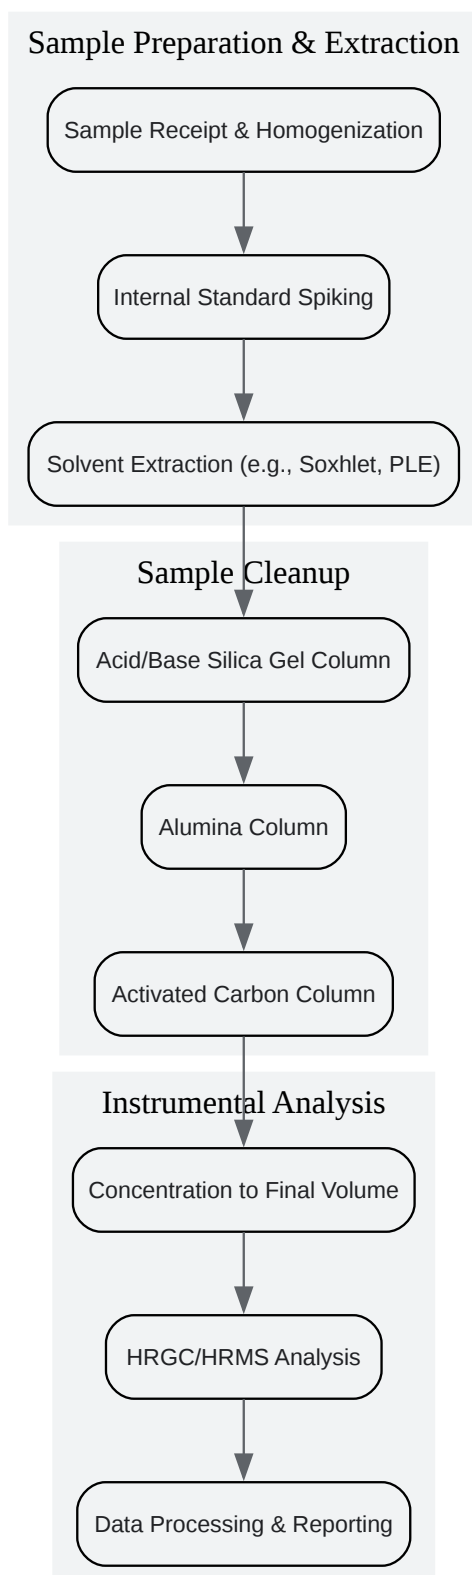 Sample Preparation & Extraction
Sample Receipt & Homogenization
Internal Standard Spiking
Solvent Extraction (e.g., Soxhlet, PLE)
Sample Cleanup
Acid/Base Silica Gel Column
Alumina Column
Activated Carbon Column
Instrumental Analysis
Concentration to Final Volume
HRGC/HRMS Analysis
Data Processing & Reporting